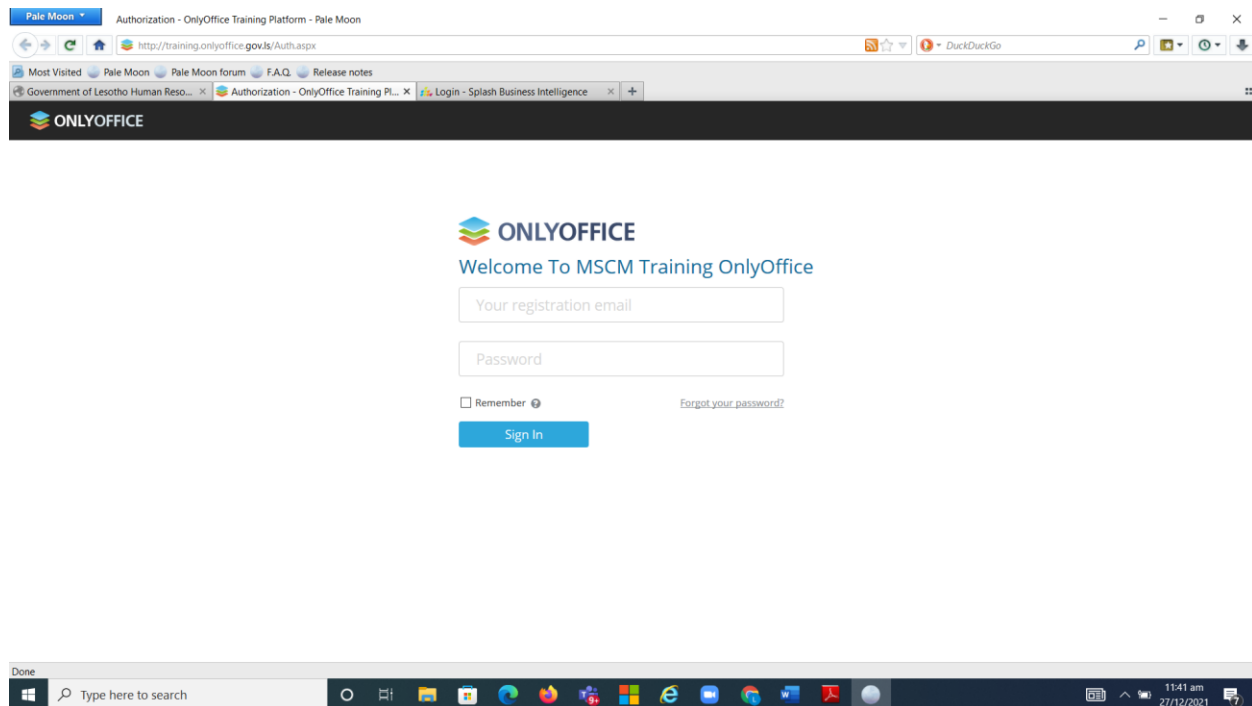 Pale Moon
Authorization - OnlyOffice Training Platform - Pale Moon
http://training.onlyoffice.gov.ls/Auth.aspx
DuckDuckGo
Most Visited Pale Moon Pale Moon forum F.A.Q. Release notes
Government of Lesotho Human Reso... Authorization - OnlyOffice Training Pl... Login - Splash Business Intelligence
ONLYOFFICE
ONLYOFFICE
Welcome To MSCM Training OnlyOffice
Your registration email
Password
Remember Forgot your password?
Sign In
Done
Type here to search
9+
11:41 am
27/12/2021
7